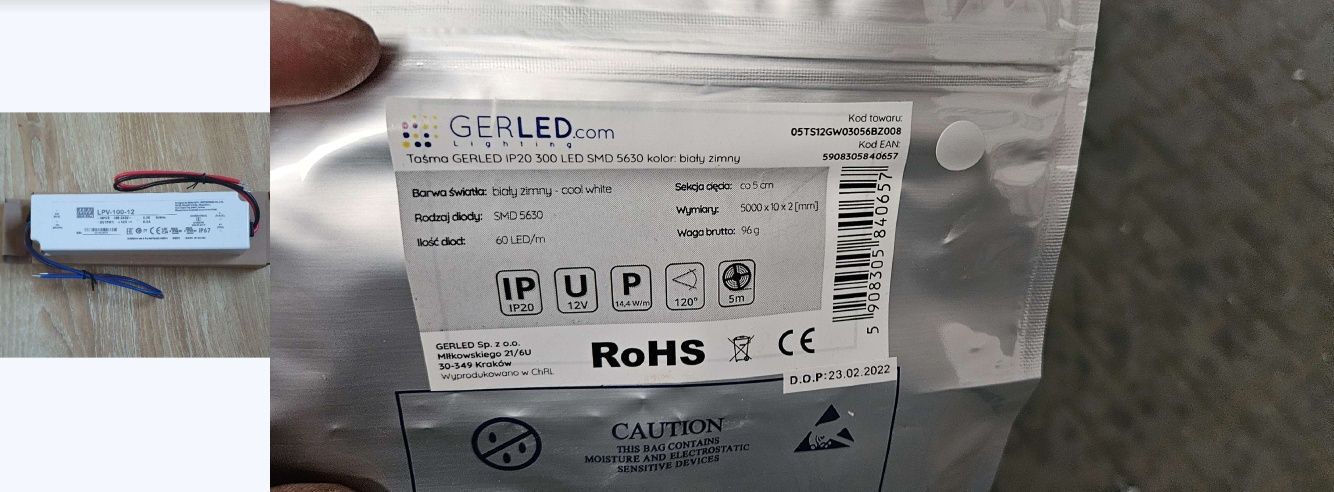 LPV-100-12
IP67
GERLED.com
Lighting
Taśma GERLED IP20 300 LED SMD 5630 kolor: biały zimny
Kod towaru:
05TS12GW03056BZ008
Kod EAN:
5908305840657
Barwa światła: biały zimny - cool white
Rodzaj diody: SMD 5630
Ilość diod: 60 LED/m
Sekcja cięcia: co 5 cm
Wymiary: 5000 x 10 x 2 [mm]
Waga brutto: 96 g
IP
IP20
U
12V
P
14,4 W/m
120°
5m
5 908305 840657
GERLED Sp. z o.o.
Miłkowskiego 21/6U
30-349 Kraków
Wyprodukowano w ChRL
RoHS
CE
D.O.P:23.02.2022
CAUTION
THIS BAG CONTAINS
MOISTURE AND ELECTROSTATIC
SENSITIVE DEVICES